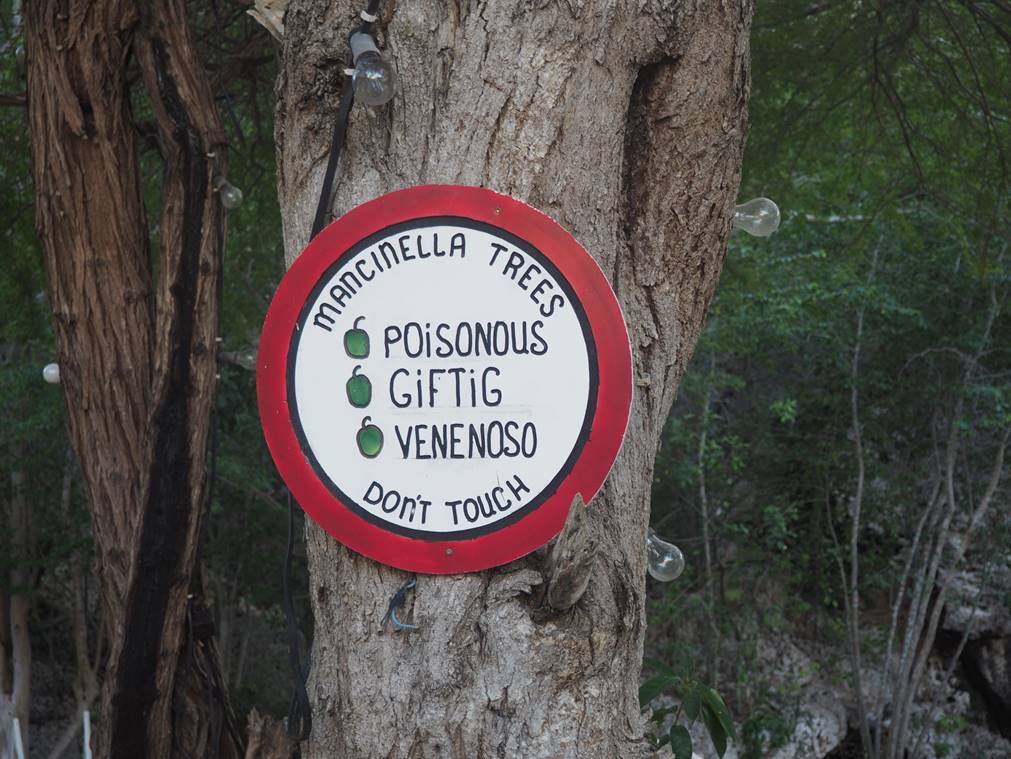 MANCINELLA TREES
POiSONOUS
GiFTiG
VENENOSO
DON'T TOUCH